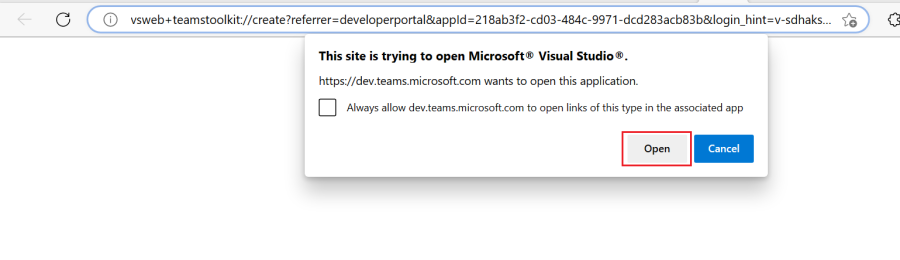 vsweb+teamstoolkit://create?referrer=developerportal&appId=218ab3f2-cd03-484c-9971-dcd283acb83b&login_hint=v-sdhaks...
This site is trying to open Microsoft® Visual Studio®.
https://dev.teams.microsoft.com wants to open this application.
Always allow dev.teams.microsoft.com to open links of this type in the associated app
Open Cancel